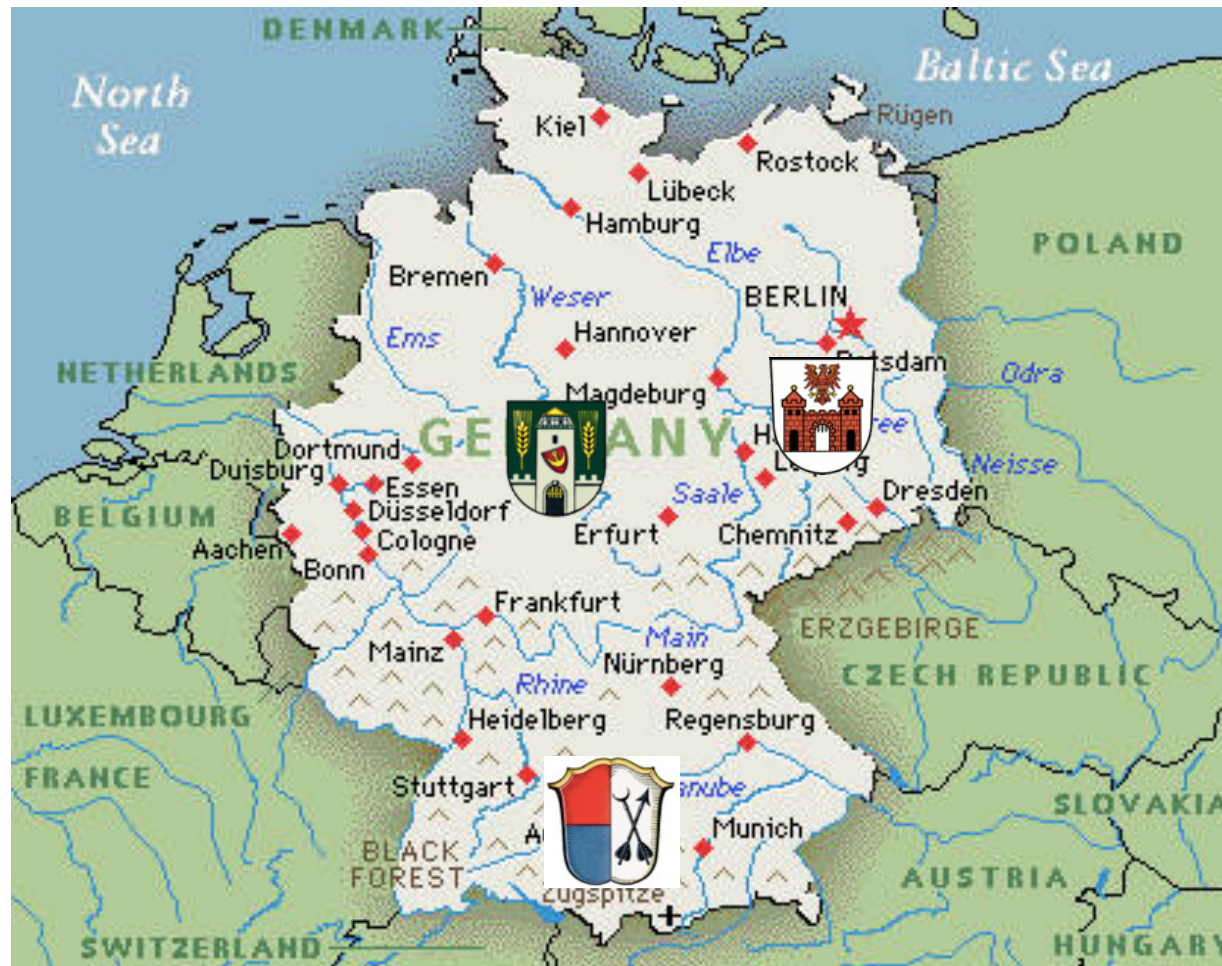 DENMARK
North
Sea
Baltic Sea
Rügen
Kiel
Rostock
Lübeck
Hamburg
Elbe
POLAND
Bremen
Weser
BERLIN
Hannover
Ems
NETHERLANDS
Odra
Magdeburg
Dortmund
Duisburg
Essen
Neisse
Saale
Dresden
Düsseldorf
BELGIUM
Erfurt
Chemnitz
Aachen
Cologne
Bonn
Frankfurt
Main
ERZGEBIRGE
Mainz
Nürnberg
CZECH REPUBLIC
Rhine
LUXEMBOURG
Heidelberg
Regensburg
FRANCE
Stuttgart
SLOVAKIA
Munich
BLACK
FOREST
AUSTRIA
Zugspitze
SWITZERLAND
HUNGARY